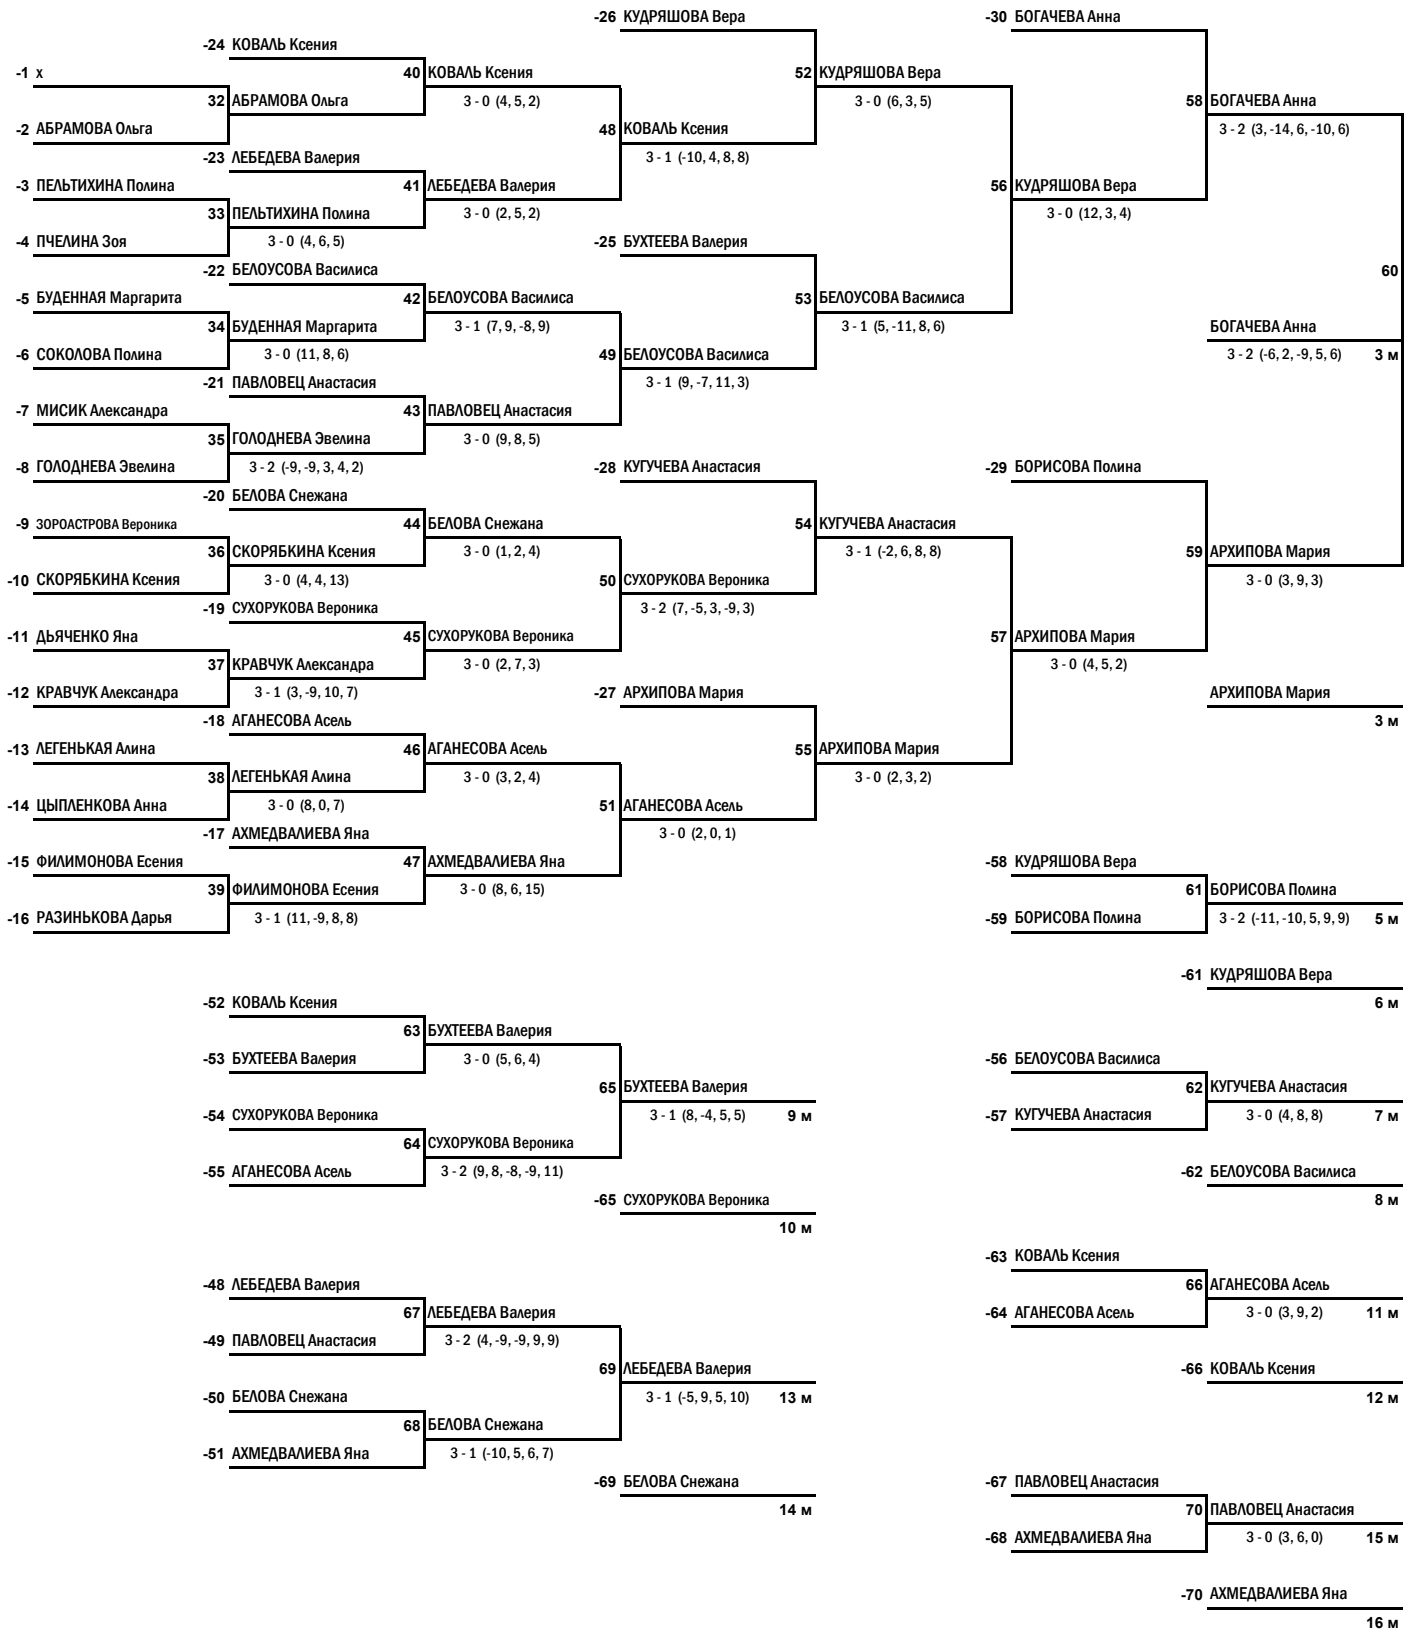 -26 КУДРЯШОВА Вера
-30 БОГАЧЕВА Анна
-24 КОВАЛЬ Ксения
-1 х
40 КОВАЛЬ Ксения
52 КУДРЯШОВА Вера
32 АБРАМОВА Ольга
3 - 0 (4, 5, 2)
3 - 0 (6, 3, 5)
58 БОГАЧЕВА Анна
-2 АБРАМОВА Ольга
48 КОВАЛЬ Ксения
3 - 2 (3, -14, 6, -10, 6)
-23 ЛЕБЕДЕВА Валерия
3 - 1 (-10, 4, 8, 8)
-3 ПЕЛЬТИХИНА Полина
41 ЛЕБЕДЕВА Валерия
56 КУДРЯШОВА Вера
33 ПЕЛЬТИХИНА Полина
3 - 0 (2, 5, 2)
3 - 0 (12, 3, 4)
-4 ПЧЕЛИНА Зоя
3 - 0 (4, 6, 5)
-25 БУХТЕЕВА Валерия
-22 БЕЛОУСОВА Василиса
60
-5 БУДЕННАЯ Маргарита
42 БЕЛОУСОВА Василиса
53 БЕЛОУСОВА Василиса
34 БУДЕННАЯ Маргарита
3 - 1 (7, 9, -8, 9)
3 - 1 (5, -11, 8, 6)
БОГАЧЕВА Анна
-6 СОКОЛОВА Полина
3 - 0 (11, 8, 6)
49 БЕЛОУСОВА Василиса
3 - 2 (-6, 2, -9, 5, 6) 3 м
-21 ПАВЛОВЕЦ Анастасия
3 - 1 (9, -7, 11, 3)
-7 МИСИК Александра
43 ПАВЛОВЕЦ Анастасия
35 ГОЛОДНЕВА Эвелина
3 - 0 (9, 8, 5)
-8 ГОЛОДНЕВА Эвелина
3 - 2 (-9, -9, 3, 4, 2)
-28 КУГУЧЕВА Анастасия
-29 БОРИСОВА Полина
-20 БЕЛОВА Снежана
-9 ЗОРОАСТРОВА Вероника
44 БЕЛОВА Снежана
54 КУГУЧЕВА Анастасия
36 СКОРЯБКИНА Ксения
3 - 0 (1, 2, 4)
3 - 1 (-2, 6, 8, 8)
59 АРХИПОВА Мария
-10 СКОРЯБКИНА Ксения
3 - 0 (4, 4, 13)
50 СУХОРУКОВА Вероника
3 - 0 (3, 9, 3)
-19 СУХОРУКОВА Вероника
3 - 2 (7, -5, 3, -9, 3)
-11 ДЬЯЧЕНКО Яна
45 СУХОРУКОВА Вероника
57 АРХИПОВА Мария
37 КРАВЧУК Александра
3 - 0 (2, 7, 3)
3 - 0 (4, 5, 2)
-12 КРАВЧУК Александра
3 - 1 (3, -9, 10, 7)
-27 АРХИПОВА Мария
АРХИПОВА Мария
-18 АГАНЕСОВА Асель
3 м
-13 ЛЕГЕНЬКАЯ Алина
46 АГАНЕСОВА Асель
55 АРХИПОВА Мария
38 ЛЕГЕНЬКАЯ Алина
3 - 0 (3, 2, 4)
3 - 0 (2, 3, 2)
-14 ЦЫПЛЕНКОВА Анна
3 - 0 (8, 0, 7)
51 АГАНЕСОВА Асель
-17 АХМЕДВАЛИЕВА Яна
3 - 0 (2, 0, 1)
-15 ФИЛИМОНОВА Есения
47 АХМЕДВАЛИЕВА Яна
-58 КУДРЯШОВА Вера
39 ФИЛИМОНОВА Есения
3 - 0 (8, 6, 15)
61 БОРИСОВА Полина
-16 РАЗИНЬКОВА Дарья
3 - 1 (11, -9, 8, 8)
-59 БОРИСОВА Полина
3 - 2 (-11, -10, 5, 9, 9) 5 м
-61 КУДРЯШОВА Вера
6 м
-52 КОВАЛЬ Ксения
63 БУХТЕЕВА Валерия
-53 БУХТЕЕВА Валерия
3 - 0 (5, 6, 4)
-56 БЕЛОУСОВА Василиса
65 БУХТЕЕВА Валерия
62 КУГУЧЕВА Анастасия
-54 СУХОРУКОВА Вероника
3 - 1 (8, -4, 5, 5) 9 м
-57 КУГУЧЕВА Анастасия
3 - 0 (4, 8, 8) 7 м
64 СУХОРУКОВА Вероника
-55 АГАНЕСОВА Асель
3 - 2 (9, 8, -8, -9, 11)
-62 БЕЛОУСОВА Василиса
-65 СУХОРУКОВА Вероника
8 м
10 м
-63 КОВАЛЬ Ксения
-48 ЛЕБЕДЕВА Валерия
66 АГАНЕСОВА Асель
67 ЛЕБЕДЕВА Валерия
-64 АГАНЕСОВА Асель
3 - 0 (3, 9, 2) 11 м
-49 ПАВЛОВЕЦ Анастасия
3 - 2 (4, -9, -9, 9, 9)
69 ЛЕБЕДЕВА Валерия
-66 КОВАЛЬ Ксения
-50 БЕЛОВА Снежана
3 - 1 (-5, 9, 5, 10) 13 м
12 м
68 БЕЛОВА Снежана
-51 АХМЕДВАЛИЕВА Яна
3 - 1 (-10, 5, 6, 7)
-69 БЕЛОВА Снежана
-67 ПАВЛОВЕЦ Анастасия
14 м
70 ПАВЛОВЕЦ Анастасия
-68 АХМЕДВАЛИЕВА Яна
3 - 0 (3, 6, 0) 15 м
-70 АХМЕДВАЛИЕВА Яна
16 м